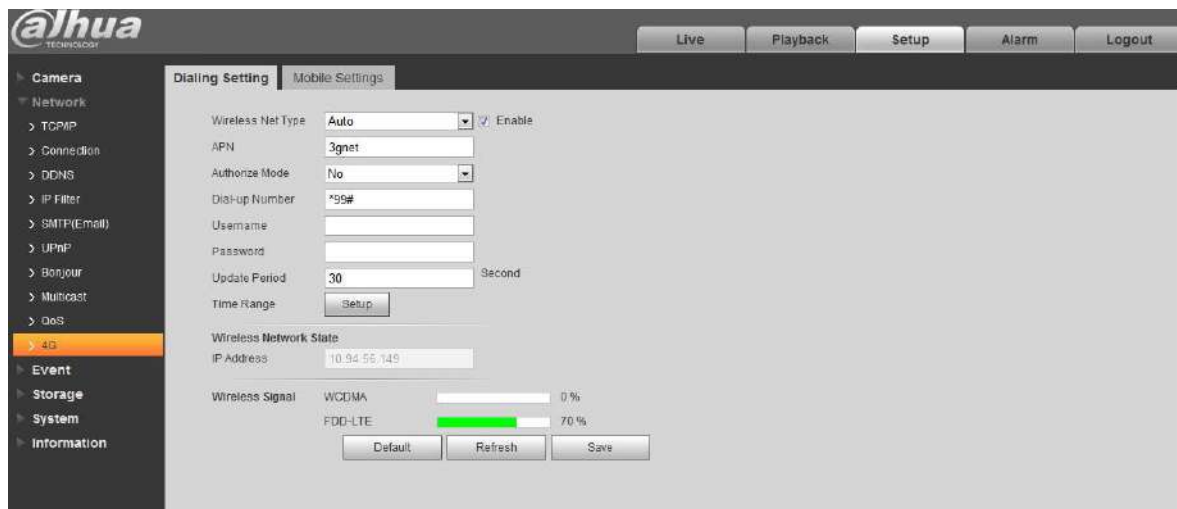 alhua
TECHNOLOGY
Live Playback Setup Alarm Logout
Camera
Network
TCP/IP
Connection
DDNS
IP Filter
SMTP(Email)
UPnP
Bonjour
Multicast
QoS
4G
Event
Storage
System
Information
Dialing Setting Mobile Settings
Wireless Net Type Auto Enable
APN 3gnet
Authorize Mode No
Dial-up Number *99#
Username
Password
Update Period 30 Second
Time Range Setup
Wireless Network State
IP Address 10.94.56.149
Wireless Signal WCDMA 0 %
FDD-LTE 70 %
Default Refresh Save